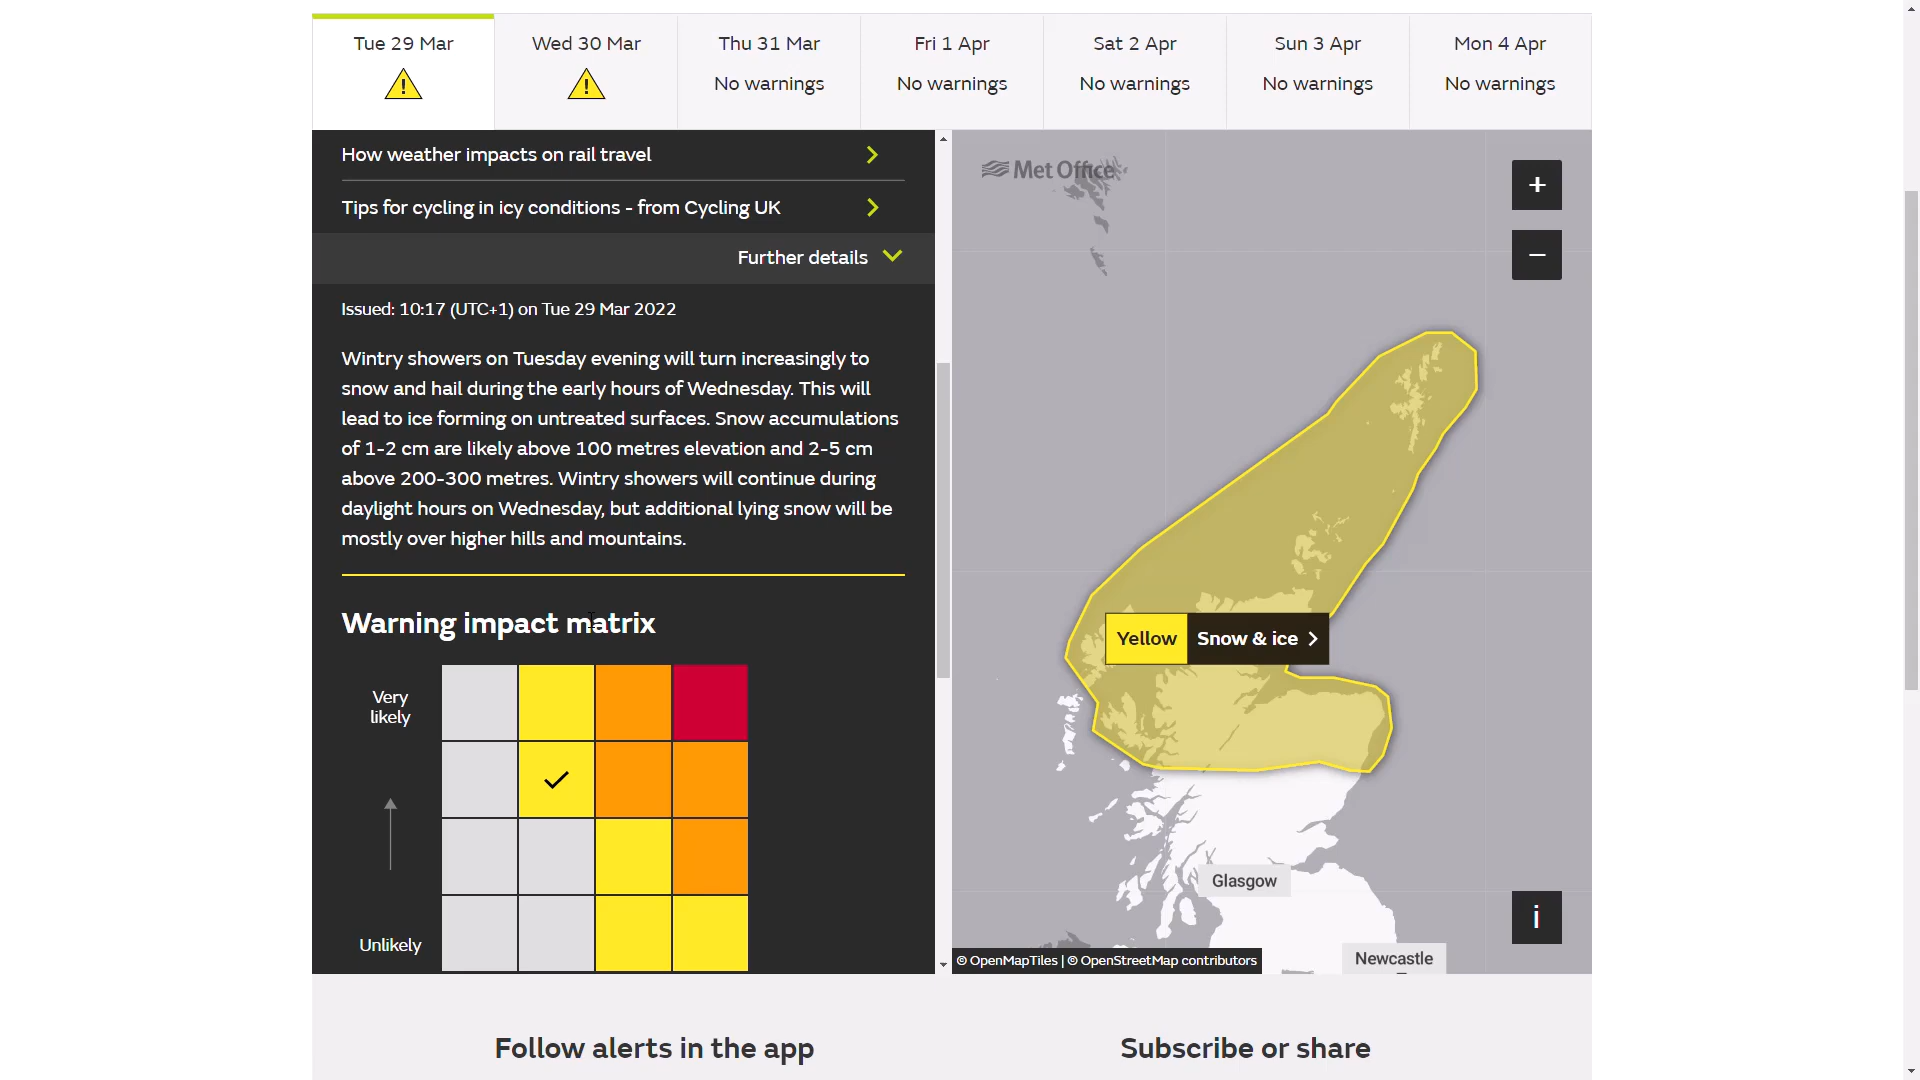 Tue 29 Mar
Wed 30 Mar
Thu 31 Mar
No warnings
Fri 1 Apr
No warnings
Sat 2 Apr
No warnings
Sun 3 Apr
No warnings
Mon 4 Apr
No warnings
How weather impacts on rail travel
Tips for cycling in icy conditions - from Cycling UK
Further details
Issued: 10:17 (UTC+1) on Tue 29 Mar 2022
Wintry showers on Tuesday evening will turn increasingly to
snow and hail during the early hours of Wednesday. This will
lead to ice forming on untreated surfaces. Snow accumulations
of 1-2 cm are likely above 100 metres elevation and 2-5 cm
above 200-300 metres. Wintry showers will continue during
daylight hours on Wednesday, but additional lying snow will be
mostly over higher hills and mountains.
Warning impact matrix
Very
likely
Unlikely
Met Office
+
−
Yellow Snow & ice
Glasgow
Newcastle
i
© OpenMapTiles | © OpenStreetMap contributors
Follow alerts in the app
Subscribe or share